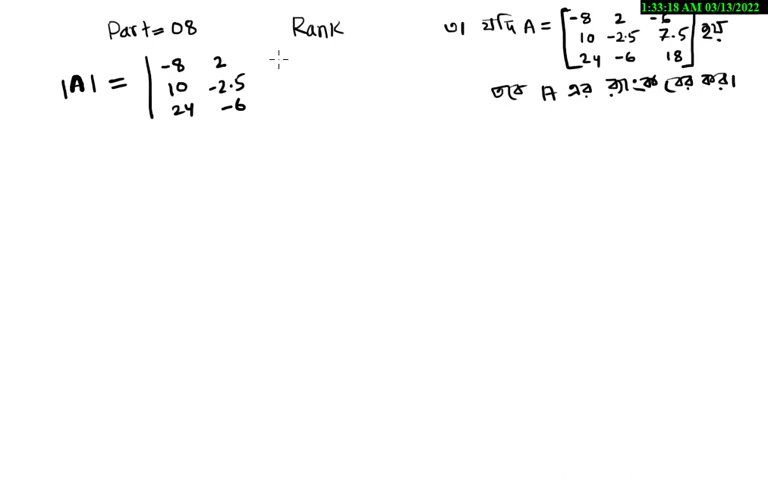 1:33:18 AM 03/13/2022
Part= 08 Rank
৩। যদি A = [-8 2 -6
10 -2.5 7.5
24 -6 18] হয়
তবে A এর র‍্যাংক বের কর।
|A| = | -8 2
10 -2.5
24 -6